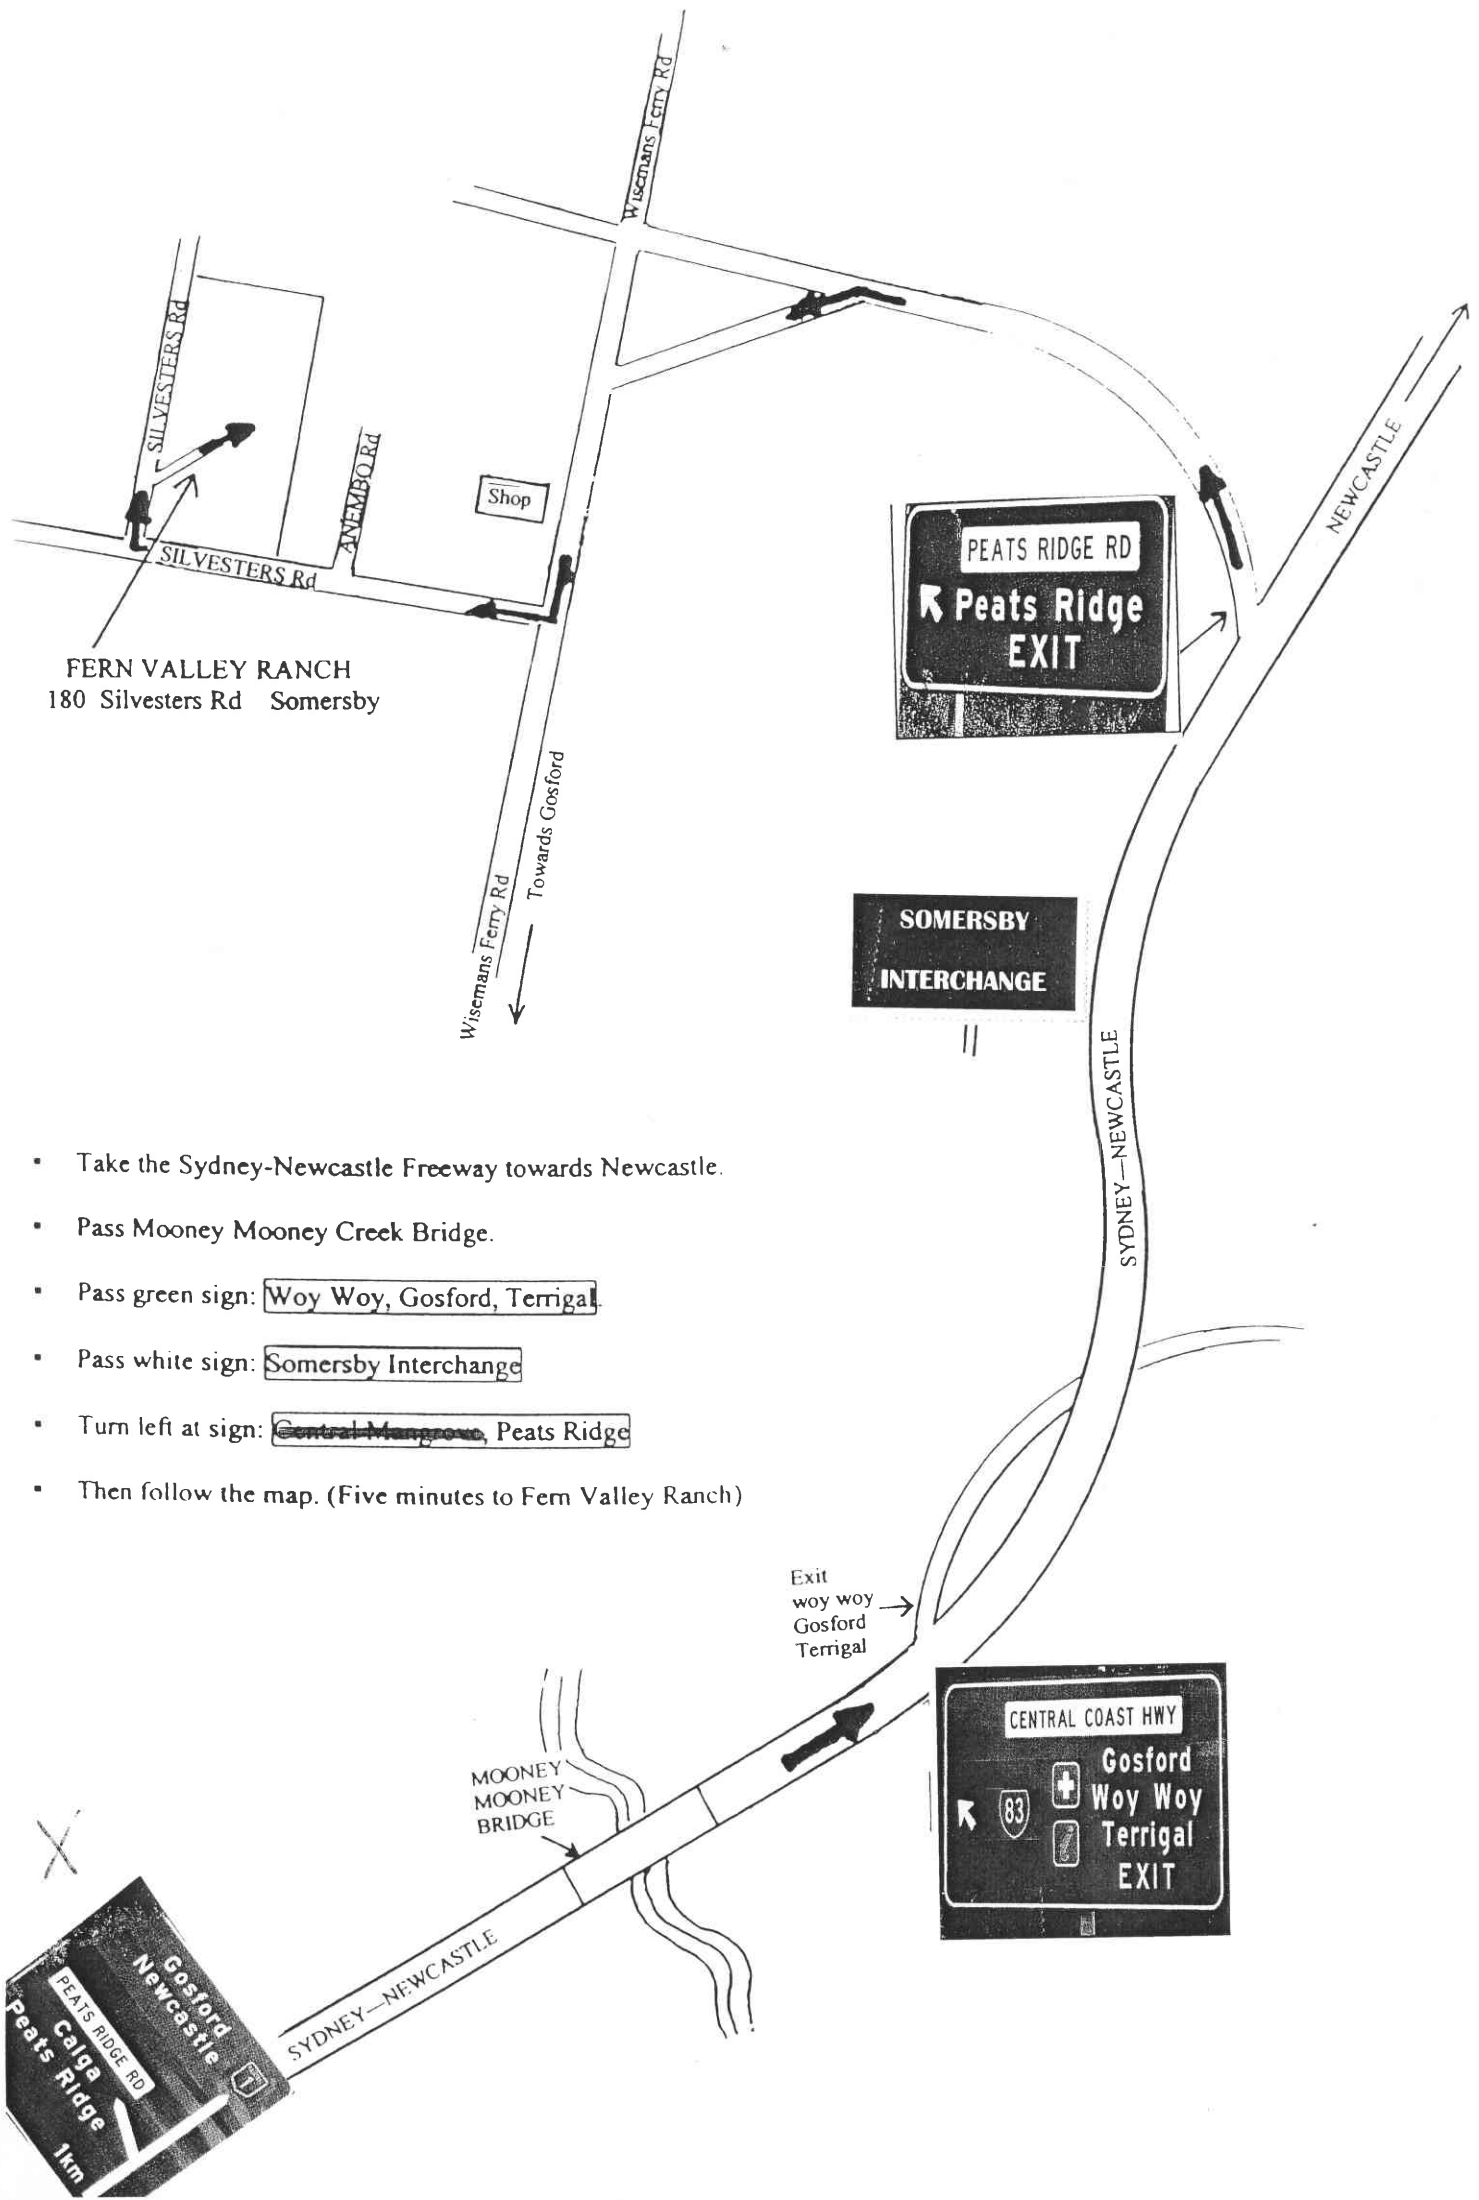 Wisemans Ferry Rd
SILVESTERS Rd
ANEMBO Rd
Shop
SILVESTERS Rd
FERN VALLEY RANCH
180 Silvesters Rd Somersby
NEWCASTLE
PEATS RIDGE RD
Peats Ridge
EXIT
Towards Gosford
Wisemans Ferry Rd
SOMERSBY
INTERCHANGE
SYDNEY—NEWCASTLE
▪ Take the Sydney-Newcastle Freeway towards Newcastle.
▪ Pass Mooney Mooney Creek Bridge.
▪ Pass green sign: Woy Woy, Gosford, Terrigal.
▪ Pass white sign: Somersby Interchange
▪ Turn left at sign: Central Mangrove, Peats Ridge
▪ Then follow the map. (Five minutes to Fern Valley Ranch)
Exit
woy woy
Gosford
Terrigal
CENTRAL COAST HWY
Gosford
83
Woy Woy
Terrigal
EXIT
MOONEY
MOONEY
BRIDGE
X
SYDNEY—NEWCASTLE
Gosford
Newcastle
1
PEATS RIDGE RD
Calga
Peats Ridge
1km